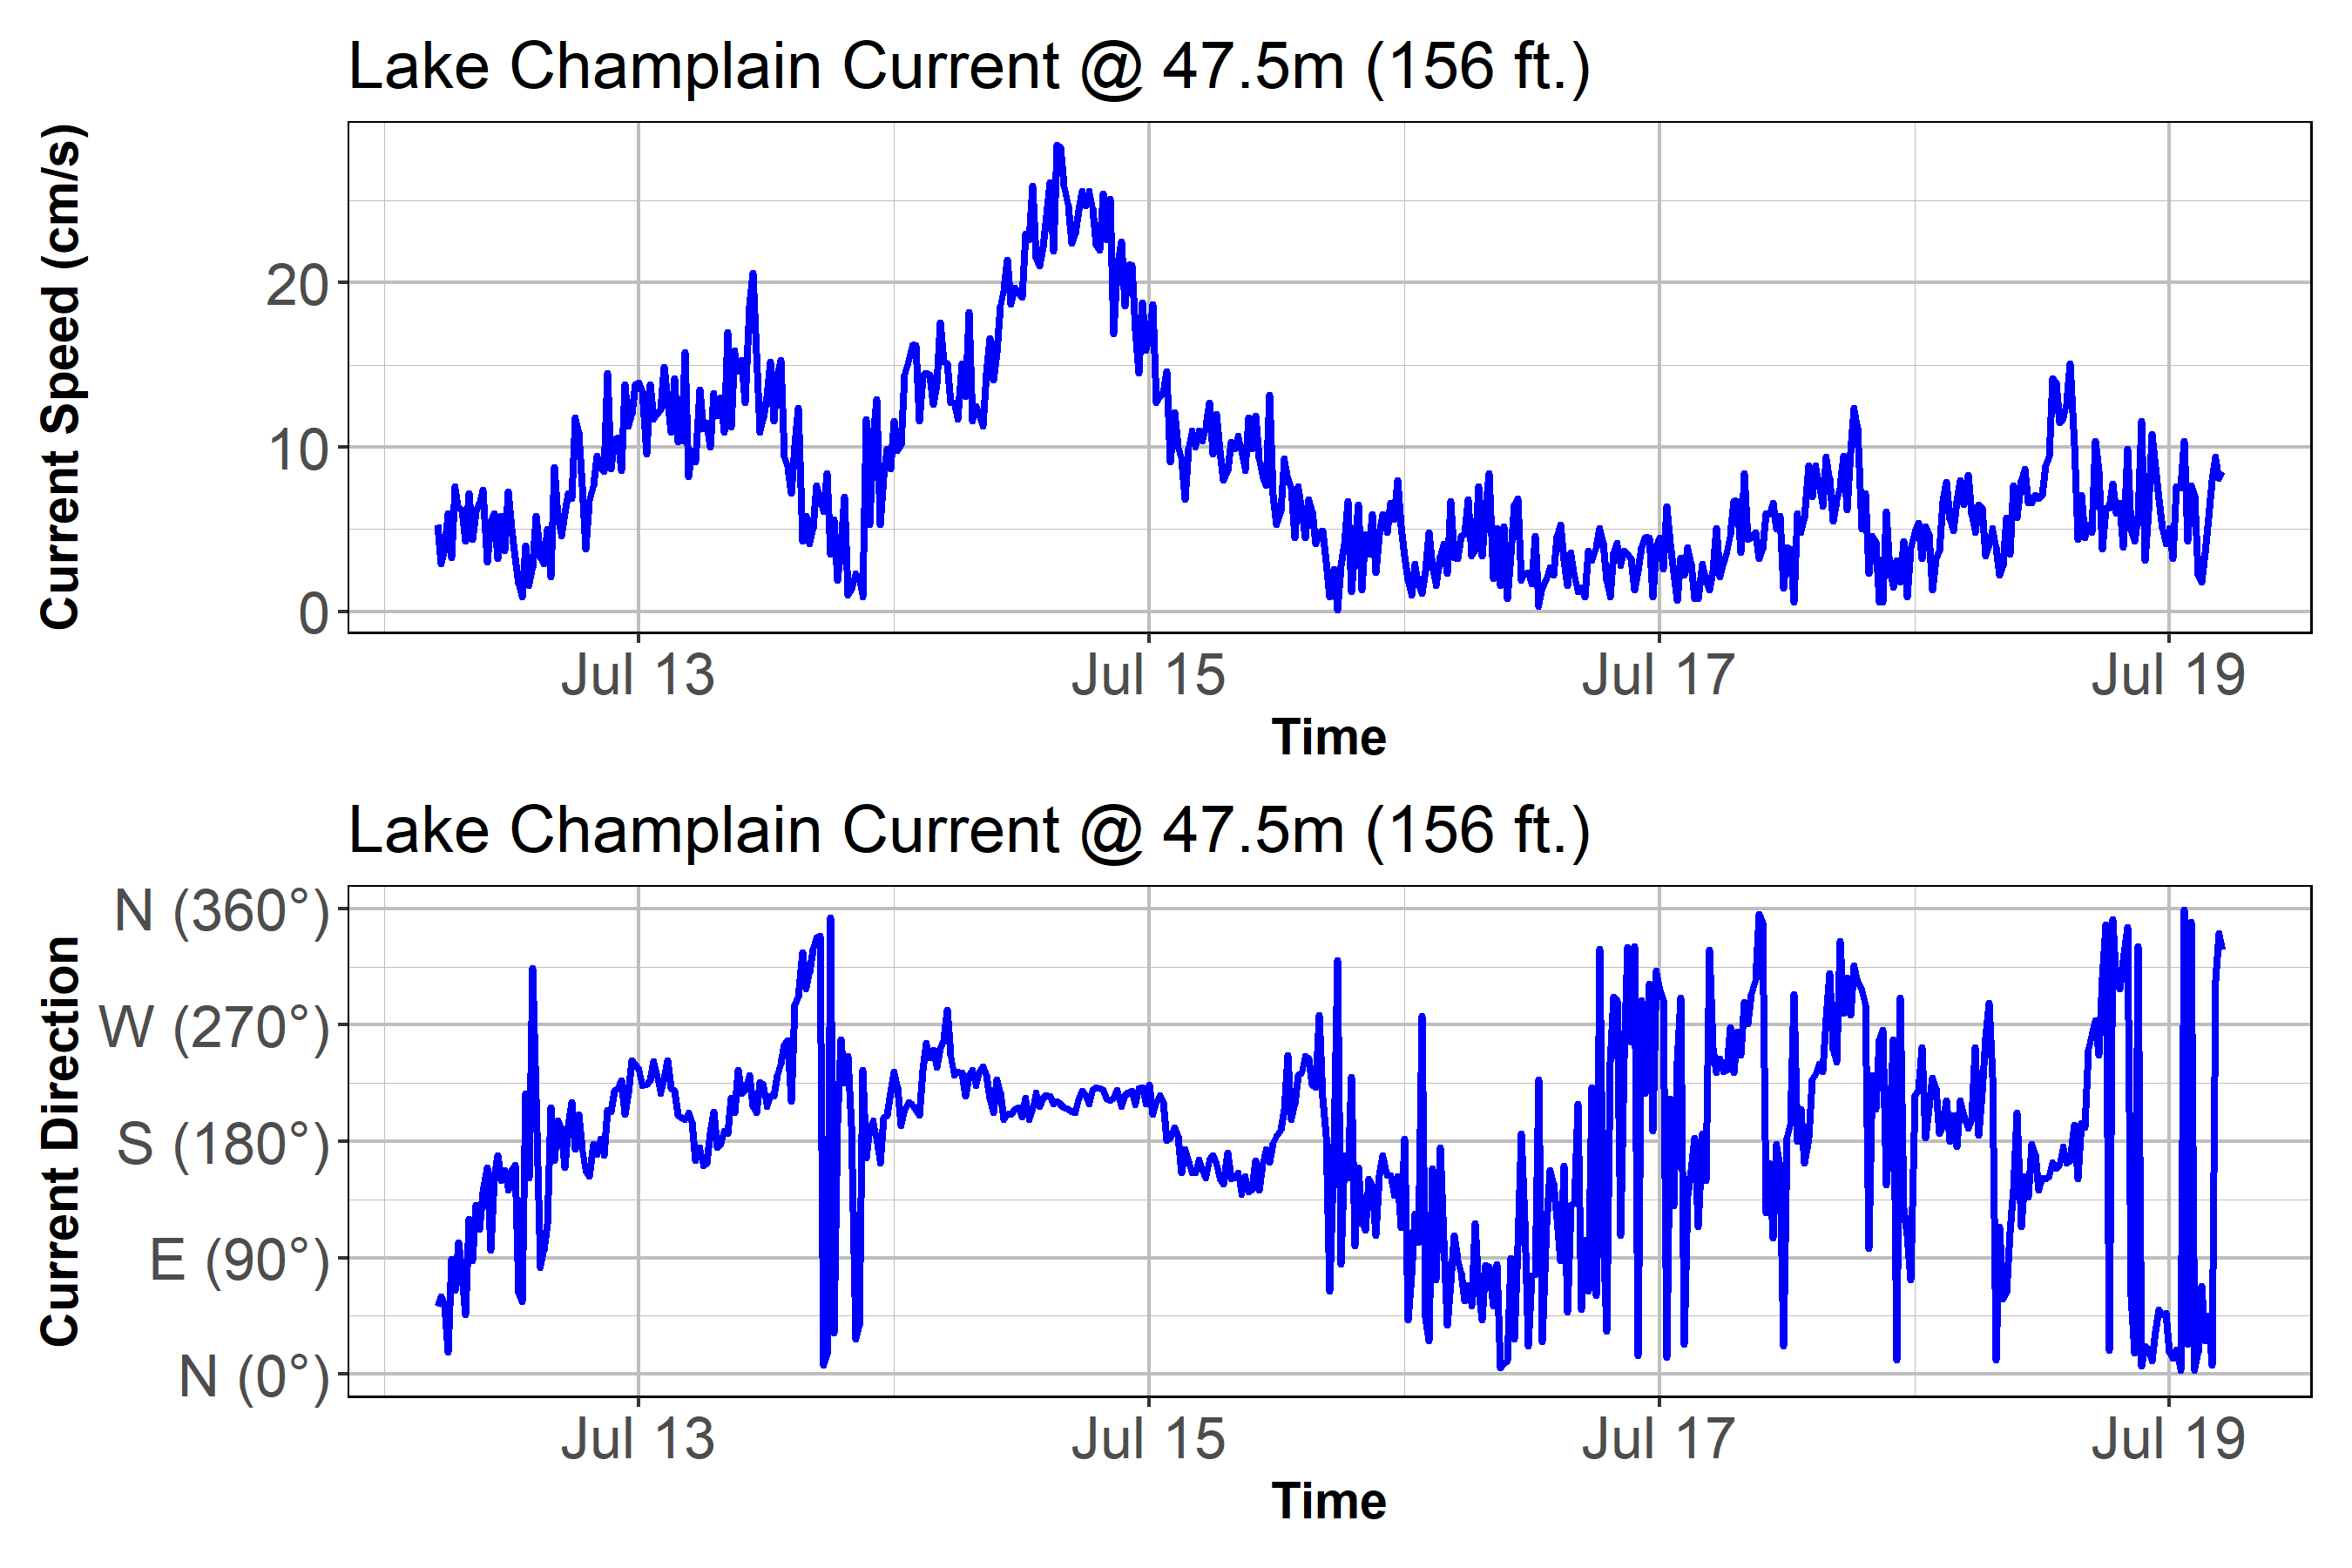 Lake Champlain Current @ 47.5m (156 ft.)
Current Speed (cm/s)
20
10
0
Jul 13
Jul 15
Jul 17
Jul 19
Time
Lake Champlain Current @ 47.5m (156 ft.)
Current Direction
N (360°)
W (270°)
S (180°)
E (90°)
N (0°)
Jul 13
Jul 15
Jul 17
Jul 19
Time